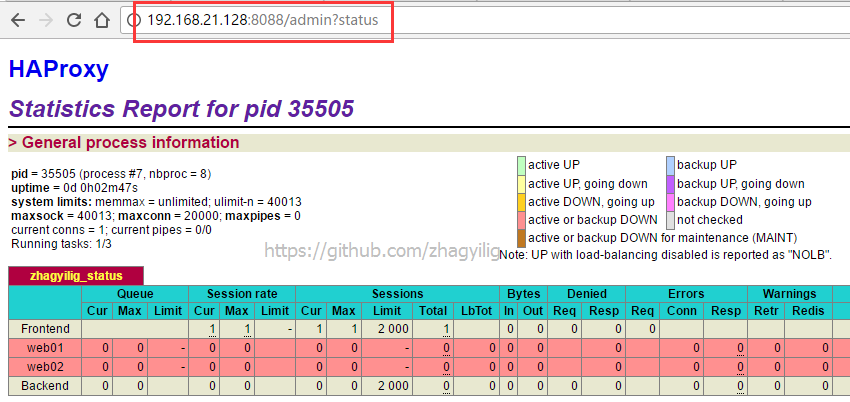 192.168.21.128:8088/admin?status
HAProxy
Statistics Report for pid 35505
> General process information
pid = 35505 (process #7, nbproc = 8)
uptime = 0d 0h02m47s
system limits: memmax = unlimited; ulimit-n = 40013
maxsock = 40013; maxconn = 20000; maxpipes = 0
current conns = 1; current pipes = 0/0
Running tasks: 1/3
active UP backup UP
active UP, going down backup UP, going down
active DOWN, going up backup DOWN, going up
active or backup DOWN not checked
active or backup DOWN for maintenance (MAINT)
Note: UP with load-balancing disabled is reported as "NOLB".
https://github.com/zhagyilig
zhagyilig_status
Queue Session rate Sessions Bytes Denied Errors Warnings
Cur Max Limit Cur Max Limit Cur Max Limit Total LbTot In Out Req Resp Req Conn Resp Retr Redis
Frontend 1 1 - 1 1 2 000 1 0 0 0 0 0
web01 0 0 - 0 0 0 0 - 0 0 0 0 0 0 0 0 0
web02 0 0 - 0 0 0 0 - 0 0 0 0 0 0 0 0 0
Backend 0 0 0 0 0 0 2 000 0 0 0 0 0 0 0 0 0 0